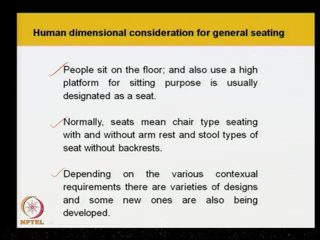 Human dimensional consideration for general seating
People sit on the floor; and also use a high
platform for sitting purpose is usually
designated as a seat.
Normally, seats mean chair type seating
with and without arm rest and stool types of
seat without backrests.
Depending on the various contexual
requirements there are varieties of designs
and some new ones are also being
developed.
NPTEL